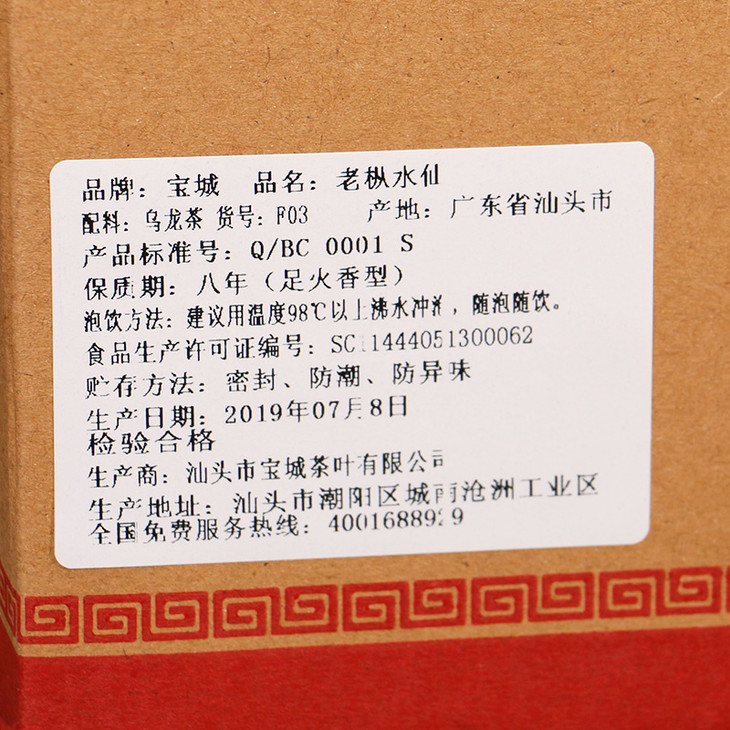 品牌：宝城 品名：老枞水仙
配料：乌龙茶 货号：F03 产地：广东省汕头市
产品标准号：Q/BC 0001 S
保质期：八年（足火香型）
泡饮方法：建议用温度98℃以上沸水冲泡，随泡随饮。
食品生产许可证编号：SC11444051300062
贮存方法：密封、防潮、防异味
生产日期：2019年07月8日
检验合格
生产商：汕头市宝城茶叶有限公司
生产地址：汕头市潮阳区城南沧洲工业区
全国免费服务热线：4001688929